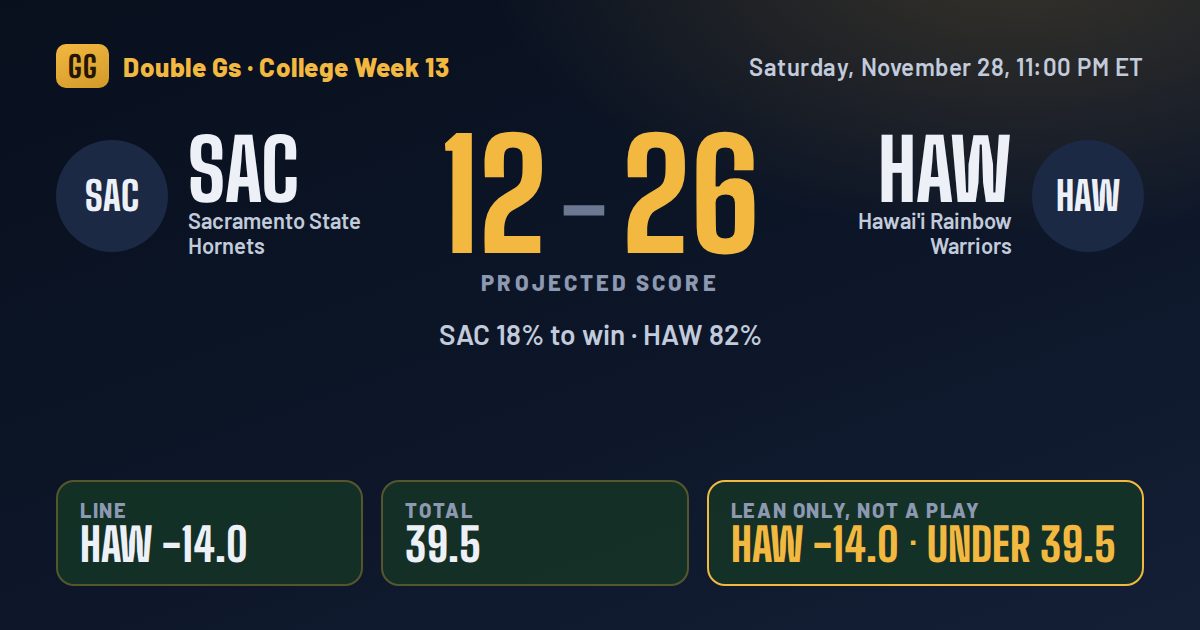 GG
Double Gs · College Week 13
Saturday, November 28, 11:00 PM ET
SAC
SAC
Sacramento State
Hornets
12 – 26
PROJECTED SCORE
SAC 18% to win · HAW 82%
HAW
Hawai'i Rainbow
Warriors
HAW
LINE
HAW −14.0
TOTAL
39.5
LEAN ONLY, NOT A PLAY
HAW −14.0 · UNDER 39.5